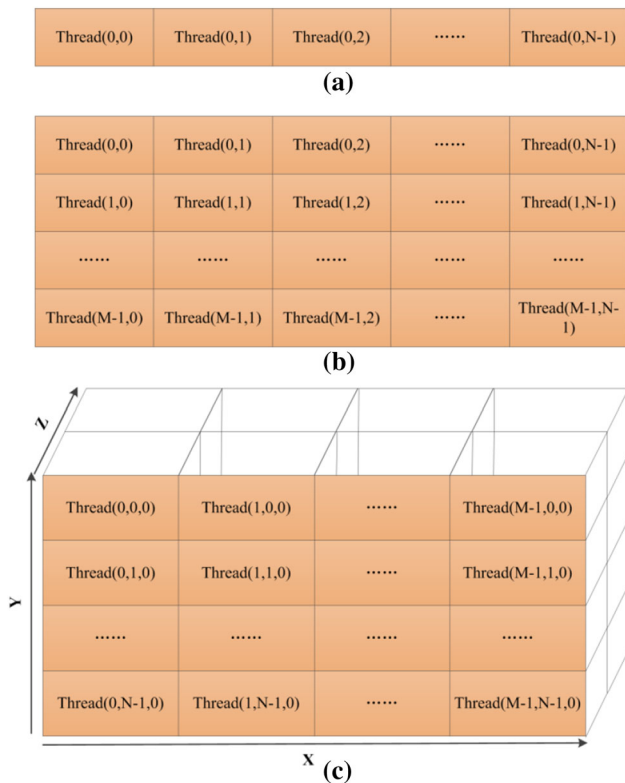 Thread(0,0) Thread(0,1) Thread(0,2) ...... Thread(0,N-1)
(a)
Thread(0,0) Thread(0,1) Thread(0,2) ...... Thread(0,N-1)
Thread(1,0) Thread(1,1) Thread(1,2) ...... Thread(1,N-1)
...... ...... ...... ...... ......
Thread(M-1,0) Thread(M-1,1) Thread(M-1,2) ...... Thread(M-1,N-
1)
(b)
Z
Y
Thread(0,0,0) Thread(1,0,0) ...... Thread(M-1,0,0)
Thread(0,1,0) Thread(1,1,0) ...... Thread(M-1,1,0)
...... ...... ...... ......
Thread(0,N-1,0) Thread(1,N-1,0) ...... Thread(M-1,N-1,0)
X
(c)